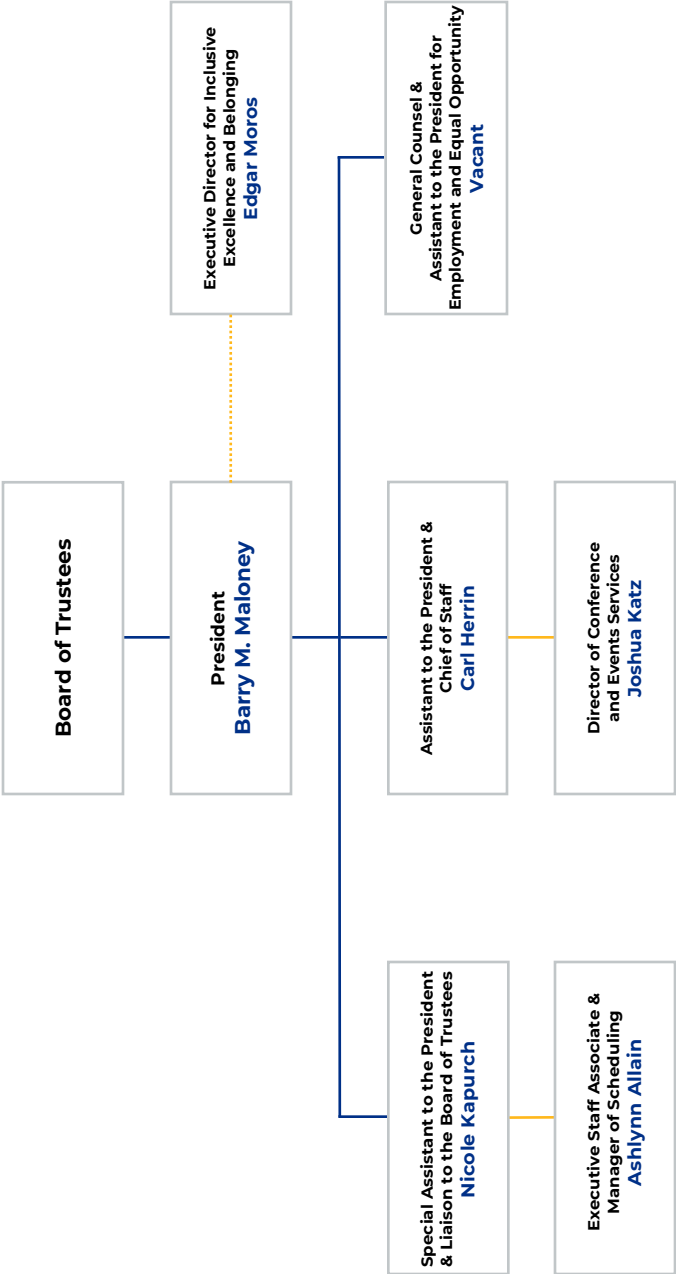 Board of Trustees
President
Barry M. Maloney
Executive Director for Inclusive
Excellence and Belonging
Edgar Moros
Special Assistant to the President
& Liaison to the Board of Trustees
Nicole Kapurch
Assistant to the President &
Chief of Staff
Carl Herrin
General Counsel &
Assistant to the President for
Employment and Equal Opportunity
Vacant
Executive Staff Associate &
Manager of Scheduling
Ashlynn Allain
Director of Conference
and Events Services
Joshua Katz